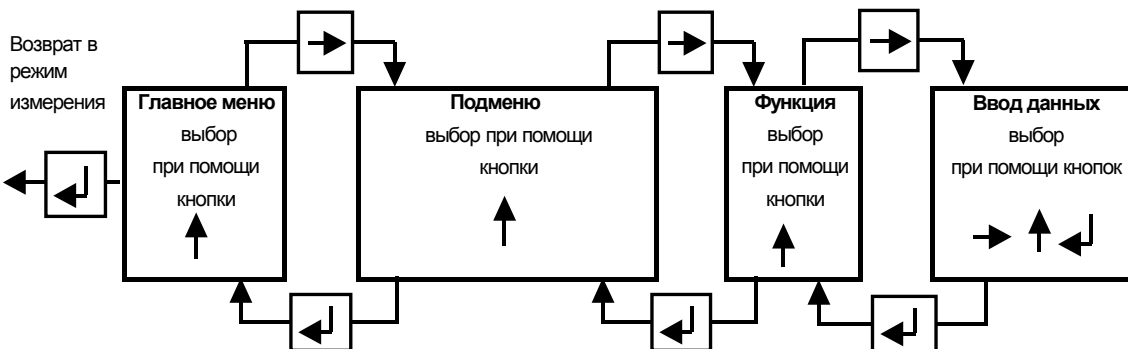 Возврат в
режим
измерения
Главное меню
выбор
при помощи
кнопки
Подменю
выбор при помощи
кнопки
Функция
выбор
при помощи
кнопки
Ввод данных
выбор
при помощи кнопок